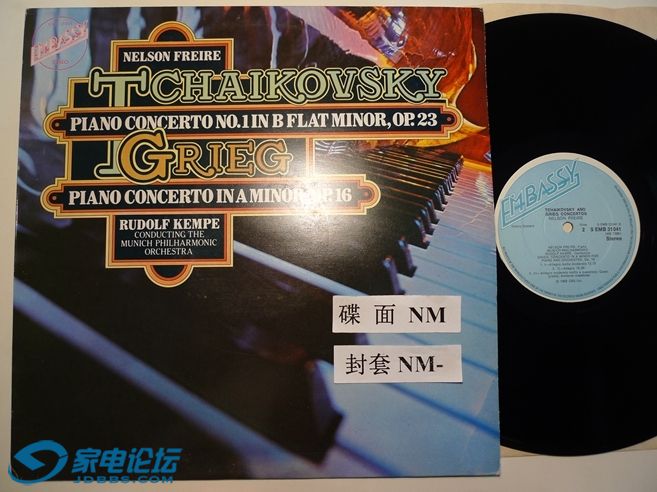 EMBASSY
NELSON FREIRE
TCHAIKOVSKY
PIANO CONCERTO NO.1 IN B FLAT MINOR, OP. 23
GRIEG
PIANO CONCERTO IN A MINOR, OP. 16
RUDOLF KEMPE
CONDUCTING THE
MUNICH PHILHARMONIC
ORCHESTRA
碟 面 NM
封套 NM-
EMBASSY
TCHAIKOVSKY AND
GRIEG CONCERTOS
NELSON FREIRE
2 S EMB 31041
Stereo
家电论坛
JDBBS.COM